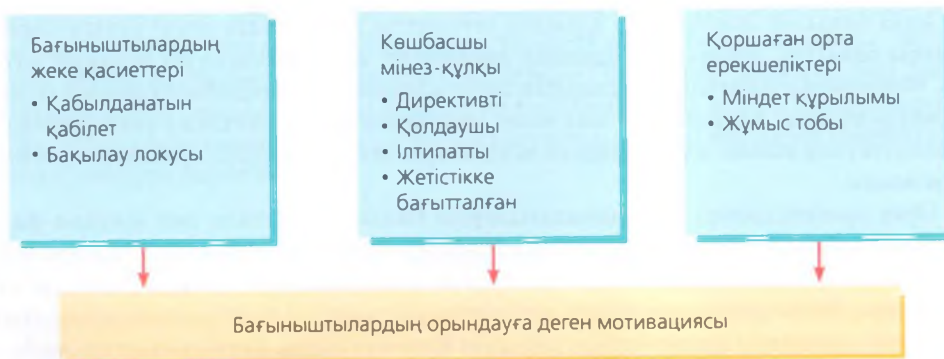 Бағыныштылардың
жеке қасиеттері
• Қабылданатын
қабілет
• Бақылау локусы
Көшбасшы
мінез-құлқы
• Директивті
• Қолдаушы
• Ілтипатты
• Жетістікке
бағытталған
Қоршаған орта
ерекшеліктері
• Міндет құрылымы
• Жұмыс тобы
Бағыныштылардың орындауға деген мотивациясы